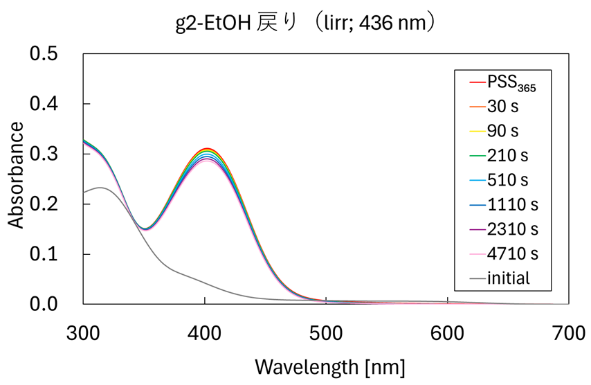 g2-EtOH 戻り（Iirr; 436 nm）
0.5
0.4
0.3
0.2
0.1
0.0
Absorbance
300
400
500
600
700
Wavelength [nm]
PSS365
30 s
90 s
210 s
510 s
1110 s
2310 s
4710 s
initial